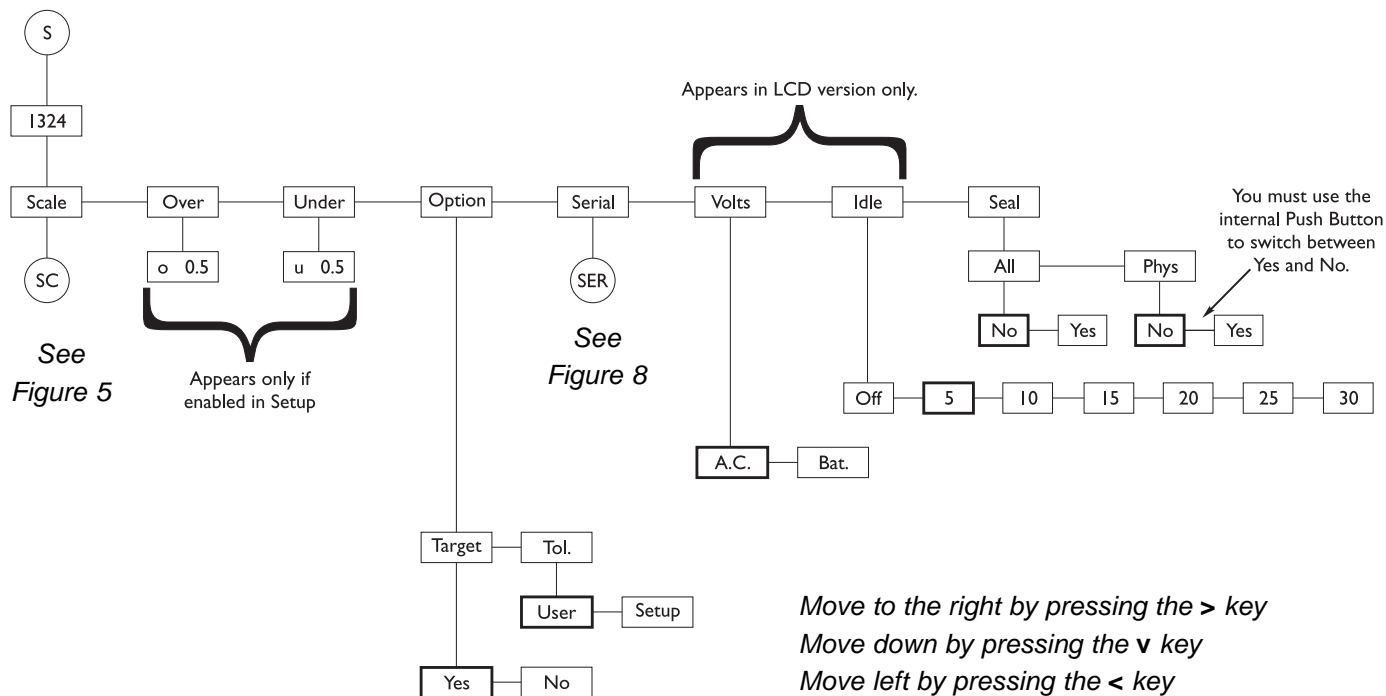 S
1324
Appears in LCD version only.
Scale
Over
Under
Option
Serial
Volts
Idle
Seal
You must use the
internal Push Button
to switch between
Yes and No.
SC
o 0.5
u 0.5
SER
All
Phys
No
Yes
No
Yes
See
Figure 5
Appears only if
enabled in Setup
See
Figure 8
Off
5
10
15
20
25
30
A.C.
Bat.
Target
Tol.
User
Setup
Yes
No
Move to the right by pressing the > key
Move down by pressing the v key
Move left by pressing the < key